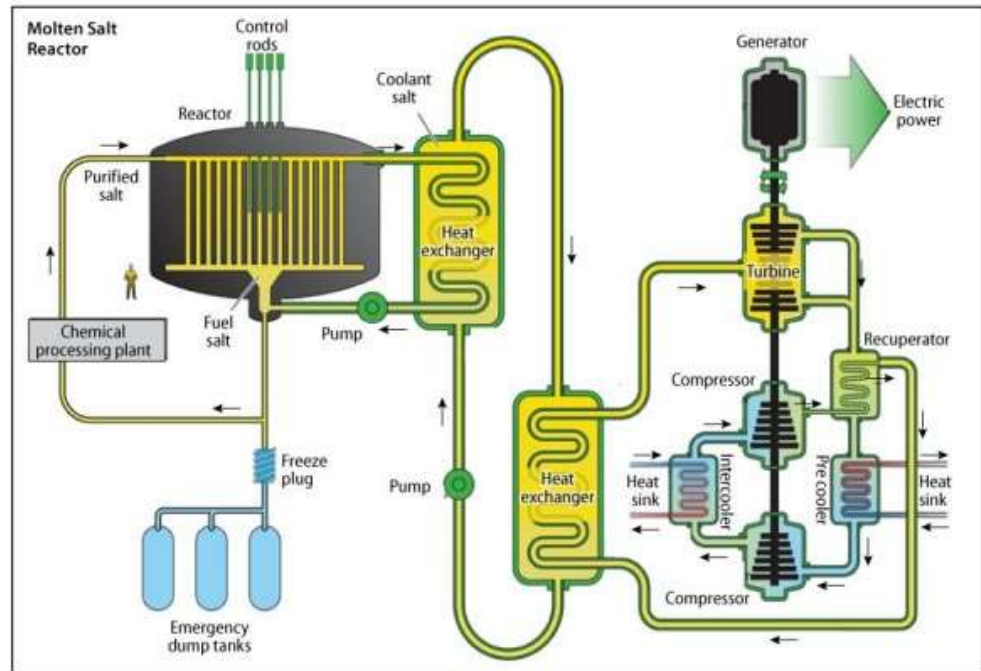 Molten Salt
Reactor
Control
rods
Coolant
salt
Generator
Electric
power
Reactor
Purified
salt
Heat
exchanger
Turbine
Fuel
salt
Pump
Chemical
processing plant
Recuperator
Compressor
Freeze
plug
Pump
Heat
exchanger
Heat
sink
Intercooler
Pre cooler
Heat
sink
Compressor
Emergency
dump tanks